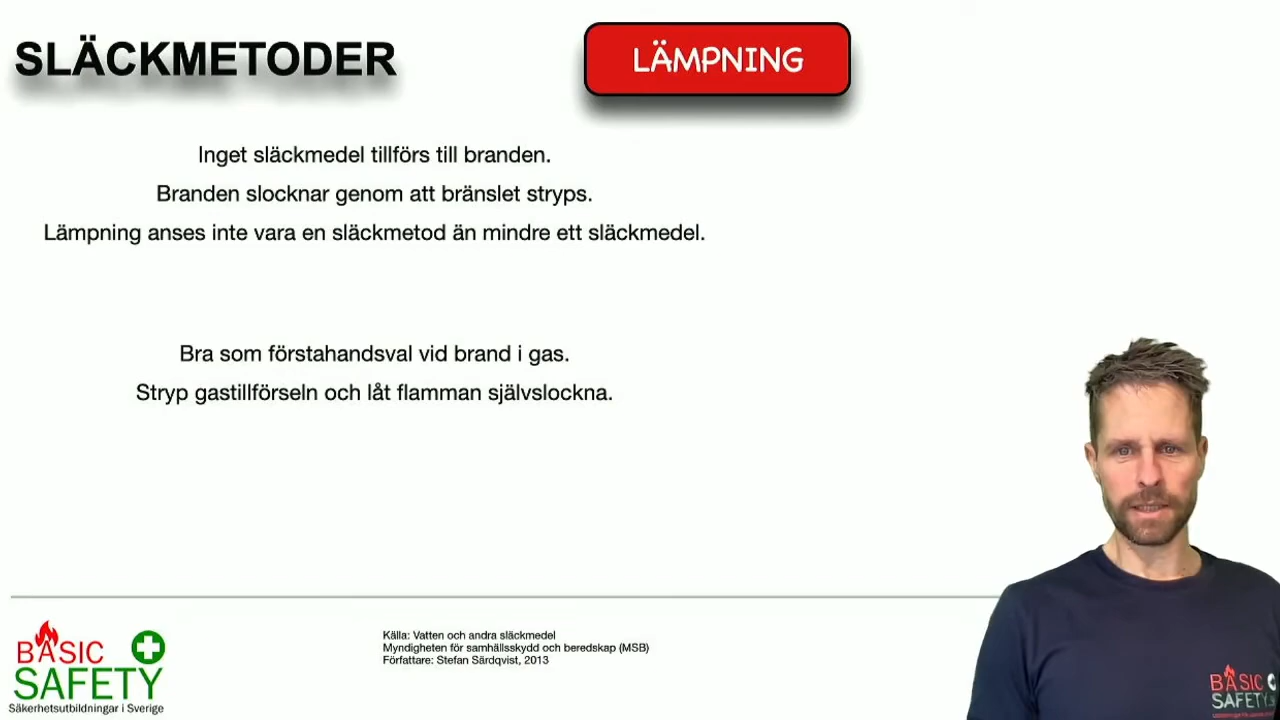 SLÄCKMETODER
LÄMPNING
Inget släckmedel tillförs till branden.
Branden slocknar genom att bränslet stryps.
Lämpning anses inte vara en släckmetod än mindre ett släckmedel.
Bra som förstahandsval vid brand i gas.
Stryp gastillförseln och låt flamman självslockna.
BASIC
SAFETY
Säkerhetsutbildningar i Sverige
Källa: Vatten och andra släckmedel
Myndigheten för samhällsskydd och beredskap (MSB)
Författare: Stefan Särdqvist, 2013
BASIC
SAFETY